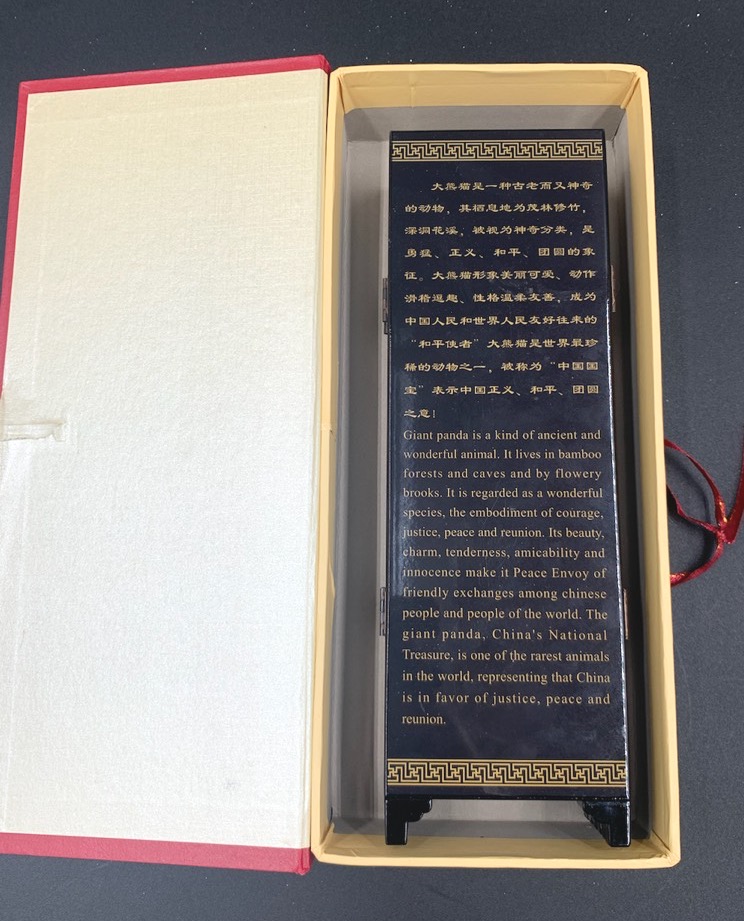 大熊猫是一种古老而又神奇
的动物、其栖息地为茂林修竹，
深洞花溪，被视为神奇分类，是
勇猛、正义、和平、团圆的象
征。大熊猫形象美丽可爱、动作
滑稽逗趣、性格温柔友善，成为
中国人民和世界人民友好往来的
“和平使者”大熊猫是世界最珍
稀的动物之一，被称为“中国国
宝”表示中国正义、和平、团圆
之意！
Giant panda is a kind of ancient and
wonderful animal. It lives in bamboo
forests and caves and by flowery
brooks. It is regarded as a wonderful
species, the embodiment of courage,
justice, peace and reunion. Its beauty,
charm, tenderness, amicability and
innocence make it Peace Envoy of
friendly exchanges among chinese
people and people of the world. The
giant panda, China's National
Treasure, is one of the rarest animals
in the world, representing that China
is in favor of justice, peace and
reunion.